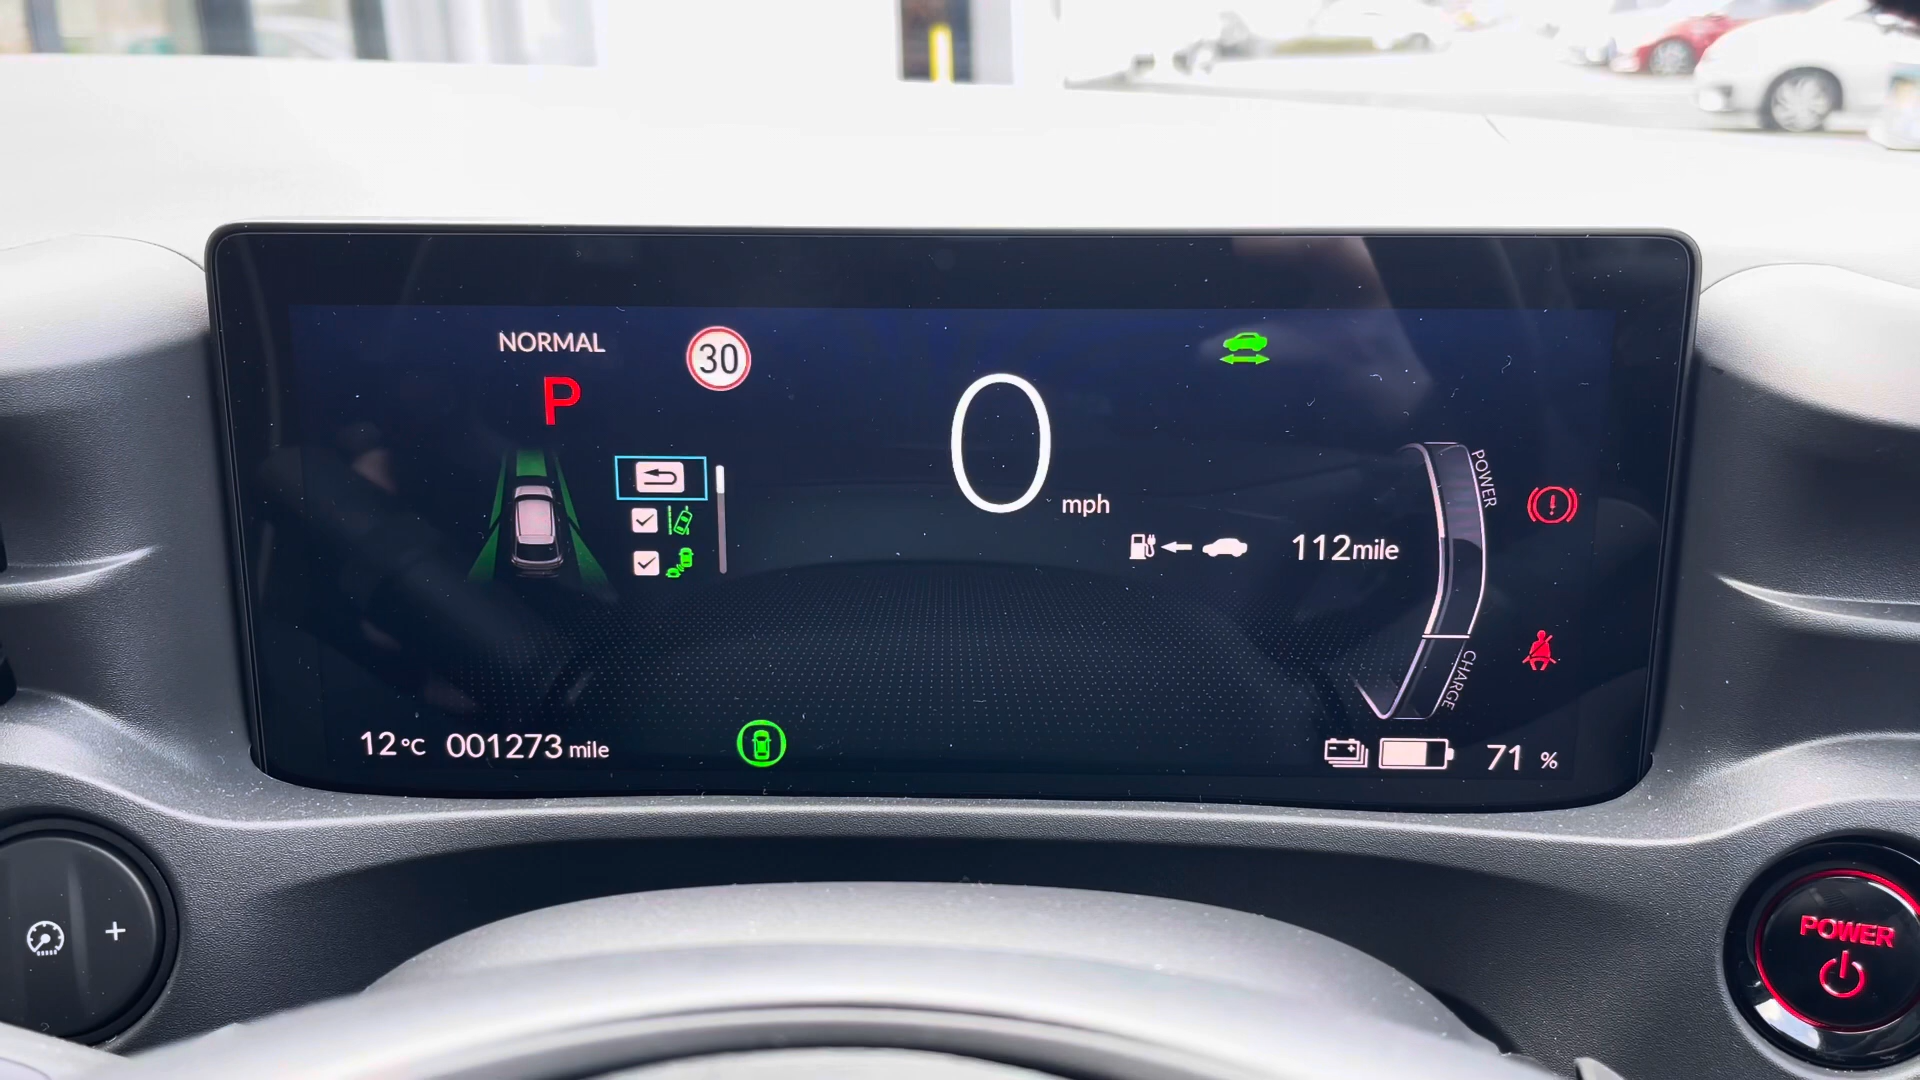 NORMAL
30
P
0 mph
POWER
112mile
CHARGE
12°C 001273 mile
71 %
+
POWER